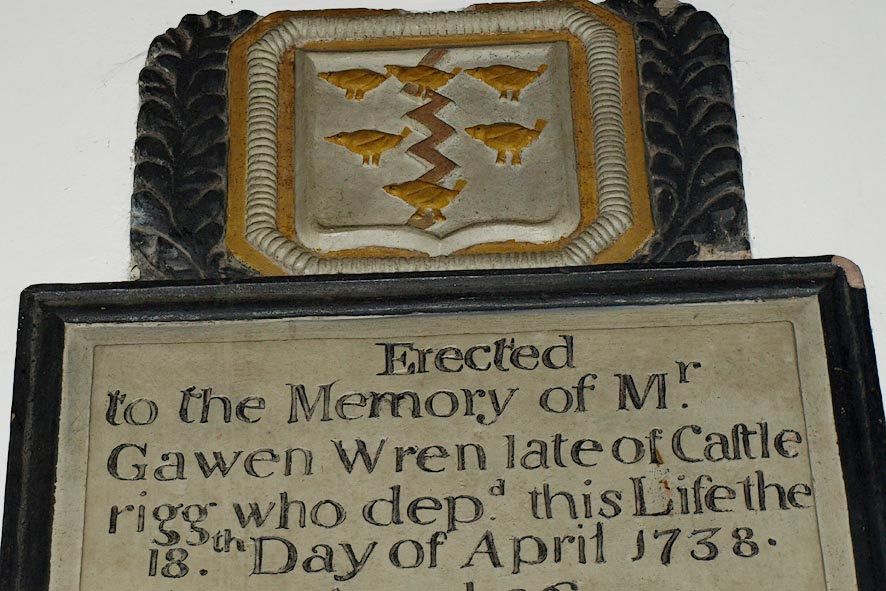 Erected
to the Memory of Mʳ.
Gawen Wren late of Caſtle
rigg who depᵈ. this Life the
18.ᵗʰ Day of April 1738.